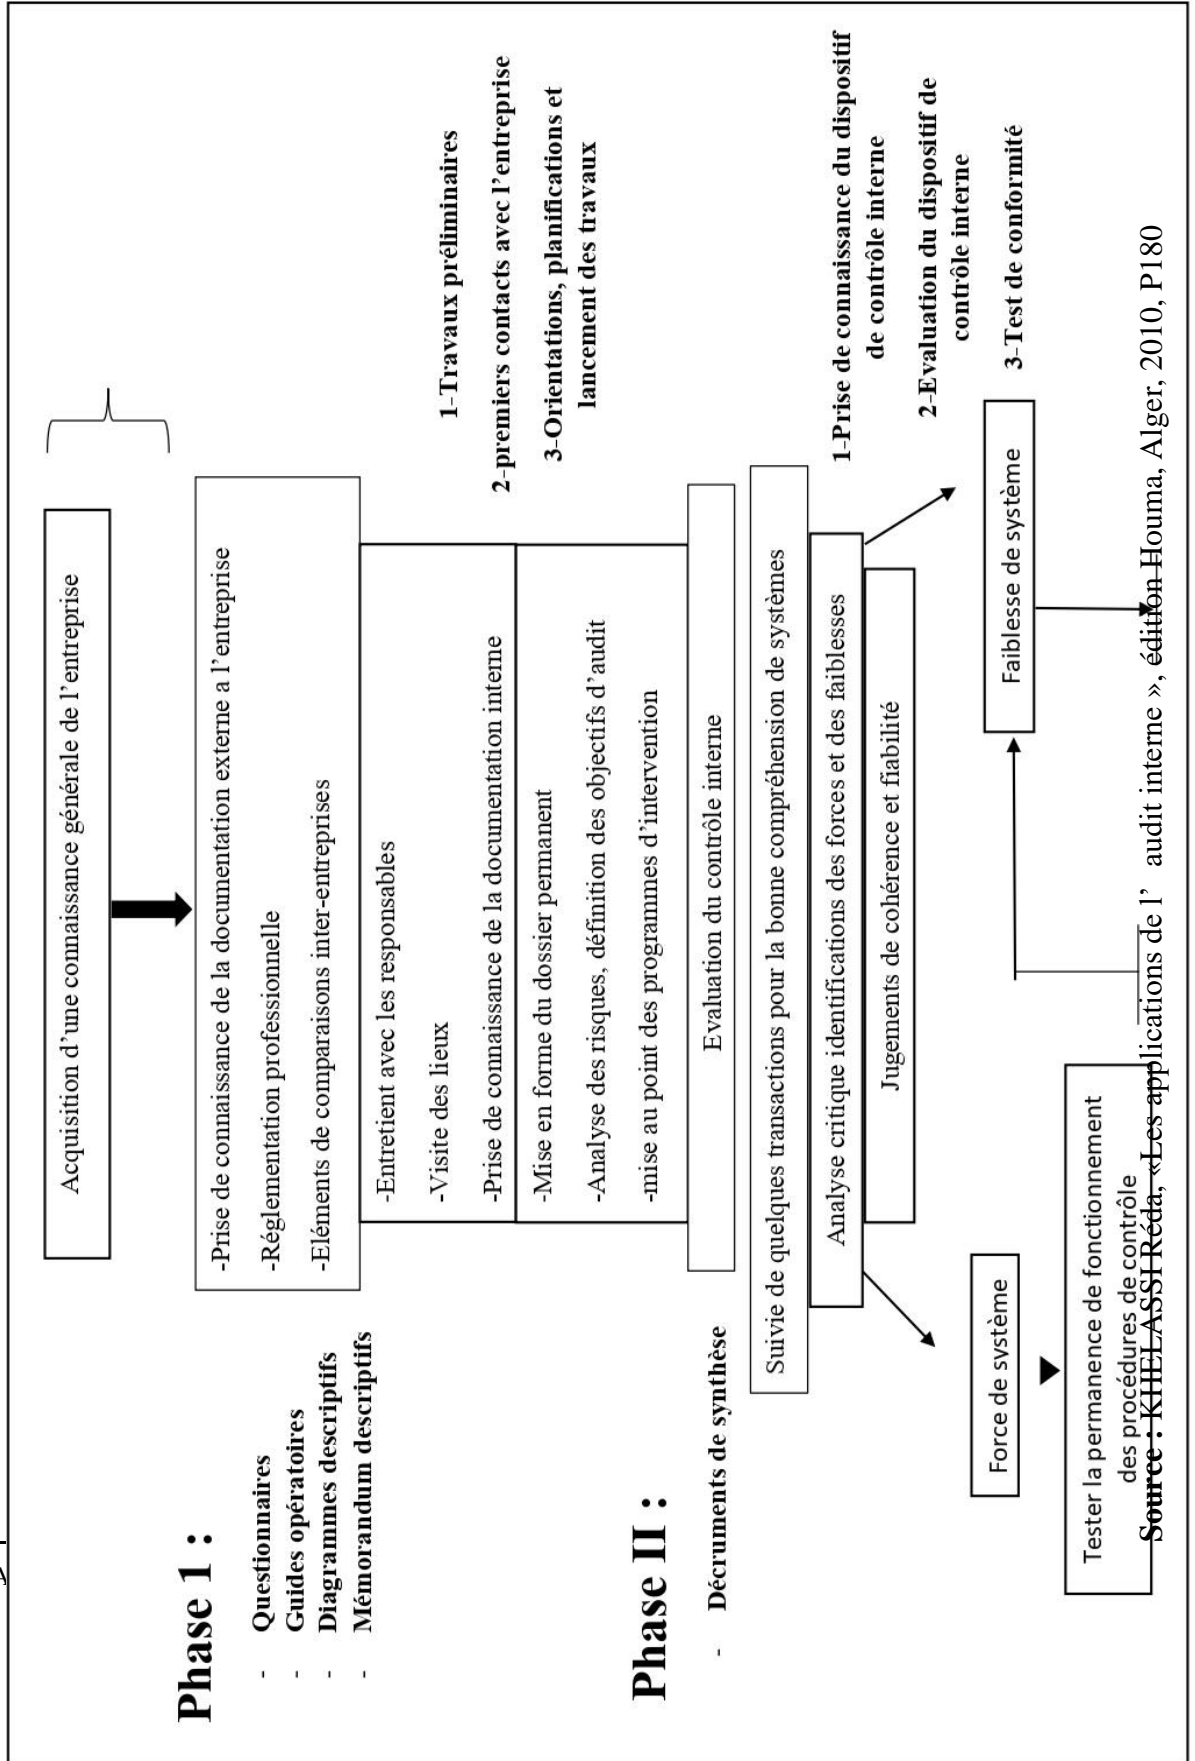 Acquisition d’une connaissance générale de l’entreprise
Phase 1 :
- Questionnaires
- Guides opératoires
- Diagrammes descriptifs
- Mémorandum descriptifs
-Prise de connaissance de la documentation externe a l’entreprise
-Réglementation professionnelle
-Eléments de comparaisons inter-entreprises
-Entretient avec les responsables
-Visite des lieux
-Prise de connaissance de la documentation interne
-Mise en forme du dossier permanent
-Analyse des risques, définition des objectifs d’audit
-mise au point des programmes d’intervention
1-Travaux préliminaires
2-premiers contacts avec l’entreprise
3-Orientations, planifications et
lancement des travaux
Phase II :
- Décruments de synthèse
Evaluation du contrôle interne
Suivie de quelques transactions pour la bonne compréhension de systèmes
Analyse critique identifications des forces et des faiblesses
Jugements de cohérence et fiabilité
1-Prise de connaissance du dispositif
de contrôle interne
2-Evaluation du dispositif de
contrôle interne
3-Test de conformité
Force de système
Faiblesse de système
Tester la permanence de fonctionnement
des procédures de contrôle
Source : KHELASSI Réda, «Les applications de l’ audit interne », édition Houma, Alger, 2010, P180